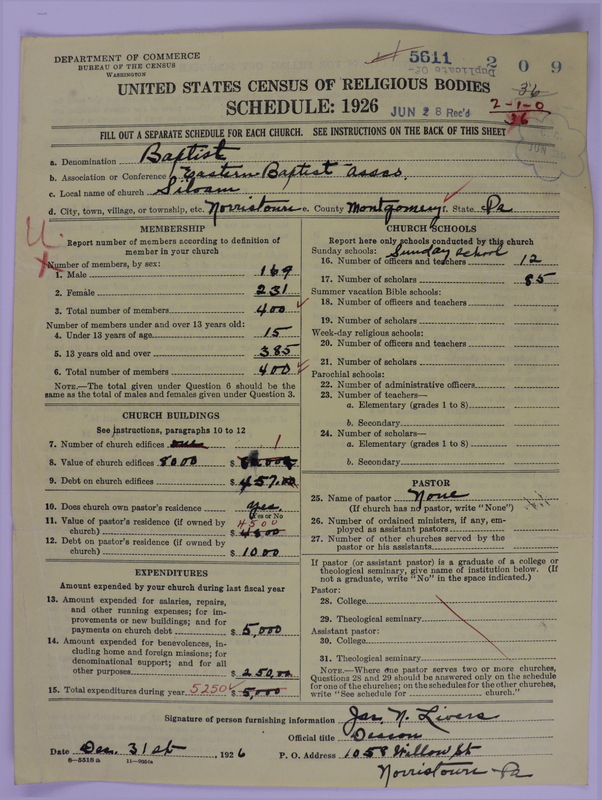 DEPARTMENT OF COMMERCE
BUREAU OF THE CENSUS
WASHINGTON
5611
Duplicate Of-
2 0 9
UNITED STATES CENSUS OF RELIGIOUS BODIES
36
SCHEDULE: 1926
JUN 28 Rec'd
2-1-0
36
FILL OUT A SEPARATE SCHEDULE FOR EACH CHURCH. SEE INSTRUCTIONS ON THE BACK OF THIS SHEET
a. Denomination Baptist
b. Association or Conference Eastern Baptist Asso.
c. Local name of church Siloam
d. City, town, village, or township, etc. Norristown e. County Montgomery f. State Pa
MEMBERSHIP
Report number of members according to definition of
member in your church
Number of members, by sex:
1. Male 169
2. Female 231
3. Total number of members 400
Number of members under and over 13 years old:
4. Under 13 years of age 15
5. 13 years old and over 385
6. Total number of members 400
NOTE.—The total given under Question 6 should be the
same as the total of males and females given under Question 3.
CHURCH BUILDINGS
See instructions, paragraphs 10 to 12
7. Number of church edifices one 1
8. Value of church edifices 8000 $
9. Debt on church edifices $ 457.00
10. Does church own pastor's residence yes
Yes or No
11. Value of pastor's residence (if owned by
church) 4500 $ 4500
12. Debt on pastor's residence (if owned by
church) $ 1000
EXPENDITURES
Amount expended by your church during last fiscal year
13. Amount expended for salaries, repairs,
and other running expenses; for im-
provements or new buildings; and for
payments on church debt $ 5,000
14. Amount expended for benevolences, in-
cluding home and foreign missions; for
denominational support; and for all
other purposes $ 250,00
15. Total expenditures during year 5250 $ 5,000
CHURCH SCHOOLS
Report here only schools conducted by this church
Sunday schools: Sunday School
16. Number of officers and teachers 12
17. Number of scholars 85
Summer vacation Bible schools:
18. Number of officers and teachers
19. Number of scholars
Week-day religious schools:
20. Number of officers and teachers
21. Number of scholars
Parochial schools:
22. Number of administrative officers
23. Number of teachers—
a. Elementary (grades 1 to 8)
b. Secondary
24. Number of scholars—
a. Elementary (grades 1 to 8)
b. Secondary
PASTOR
25. Name of pastor None
(If church has no pastor, write "None")
26. Number of ordained ministers, if any, em-
ployed as assistant pastors
27. Number of other churches served by the
pastor or his assistants
If pastor (or assistant pastor) is a graduate of a college or
theological seminary, give name of institution below. (If
not a graduate, write "No" in the space indicated.)
Pastor:
28. College
29. Theological seminary
Assistant pastor:
30. College
31. Theological seminary
NOTE.—Where one pastor serves two or more churches,
Questions 28 and 29 should be answered only on the schedule
for one of the churches; on the schedules for the other churches,
write "See schedule for church."
Signature of person furnishing information Jas. N. Livers
Official title Deacon
Date Dec. 31st, 1926
P. O. Address 1058 Willow St
8—5518 a
Norristown Pa